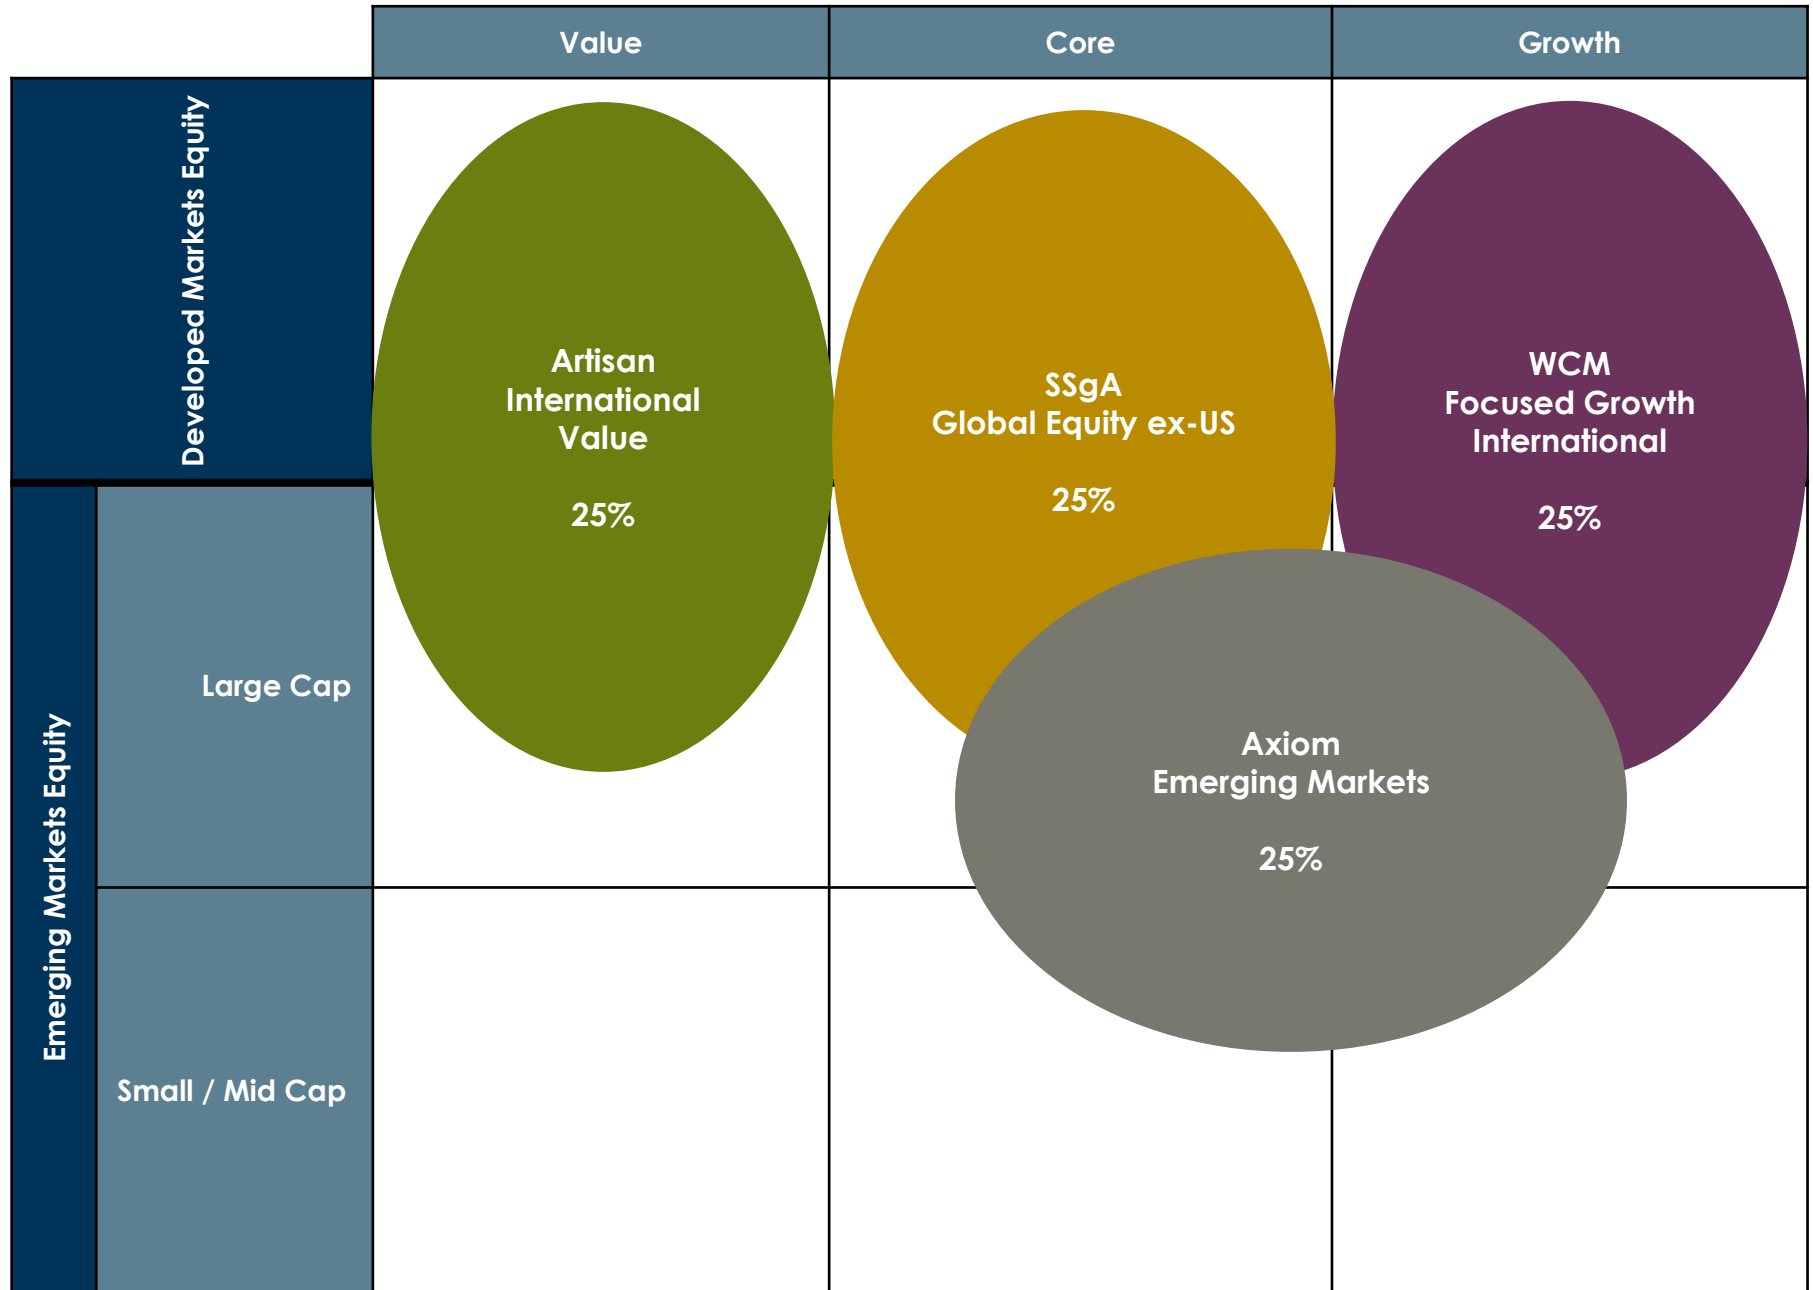 Value
Core
Growth
Developed Markets Equity
Artisan
International
Value
25%
SSgA
Global Equity ex-US
25%
WCM
Focused Growth
International
25%
Emerging Markets Equity
Large Cap
Axiom
Emerging Markets
25%
Small / Mid Cap